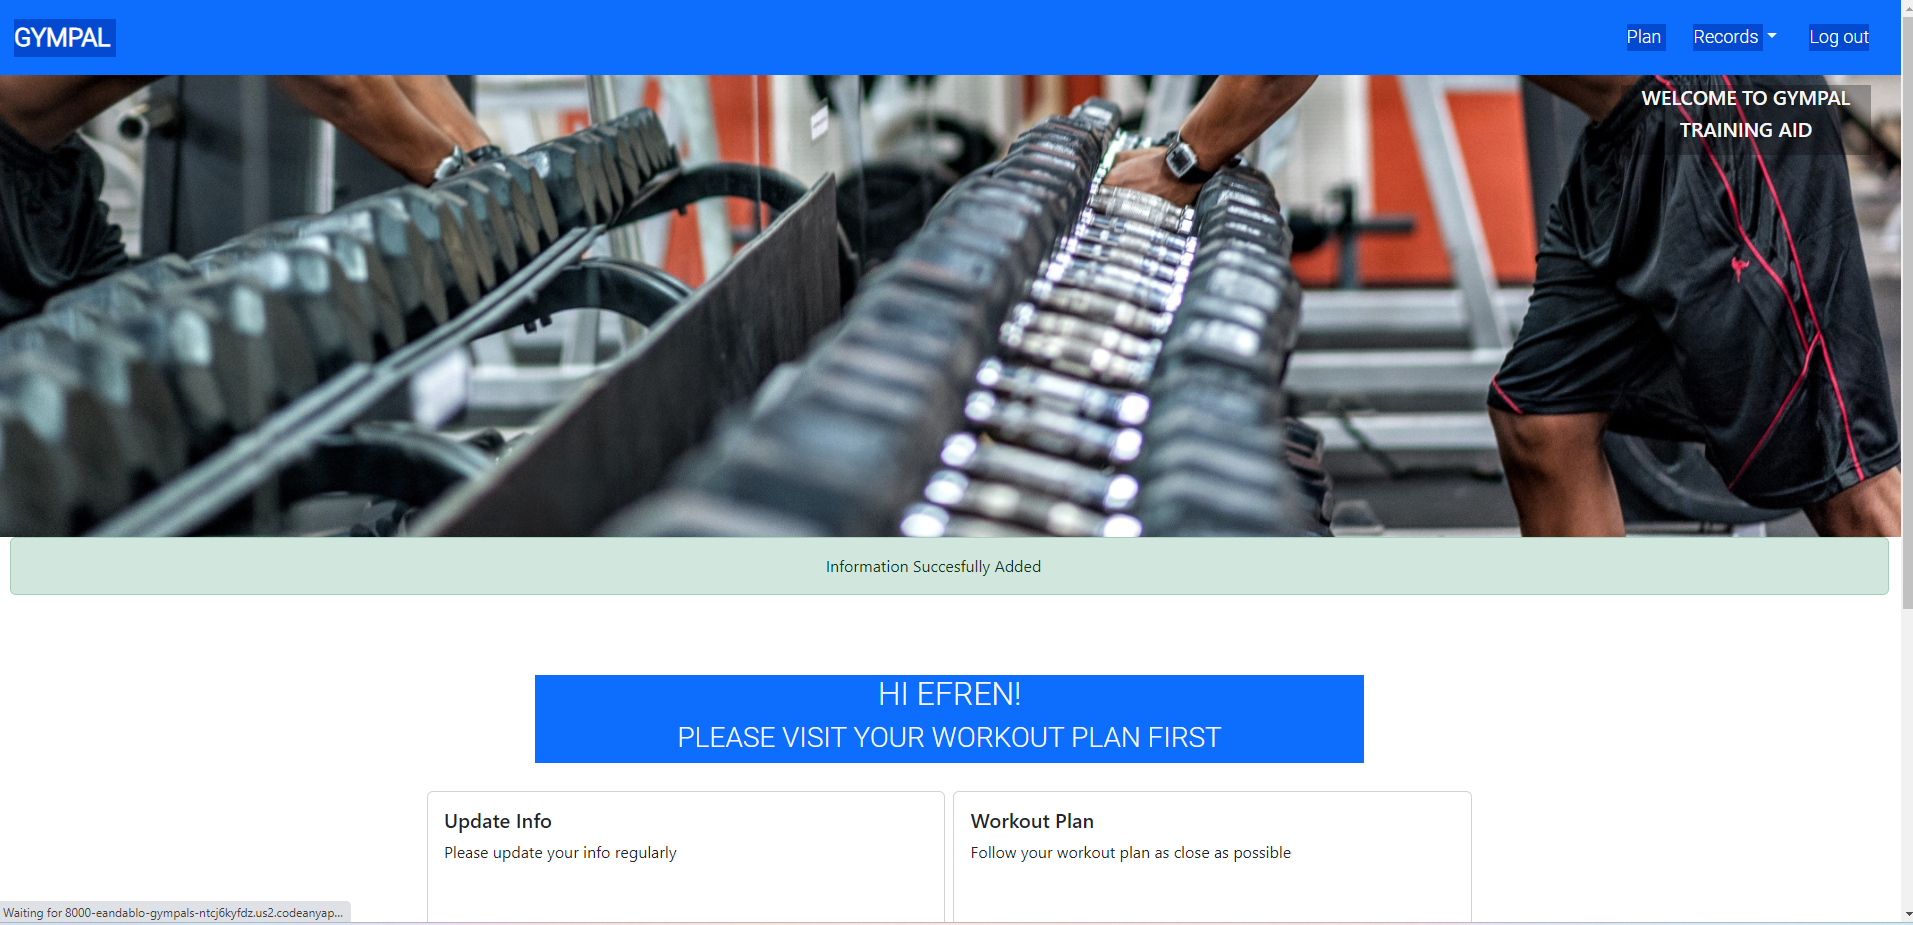 GYMPAL
Plan Records Log out
WELCOME TO GYMPAL
TRAINING AID
Information Succesfully Added
HI EFREN!
PLEASE VISIT YOUR WORKOUT PLAN FIRST
Update Info
Please update your info regularly
Workout Plan
Follow your workout plan as close as possible
Waiting for 8000-eandablo-gympals-ntcj6kyfdz.us2.codeanyap...